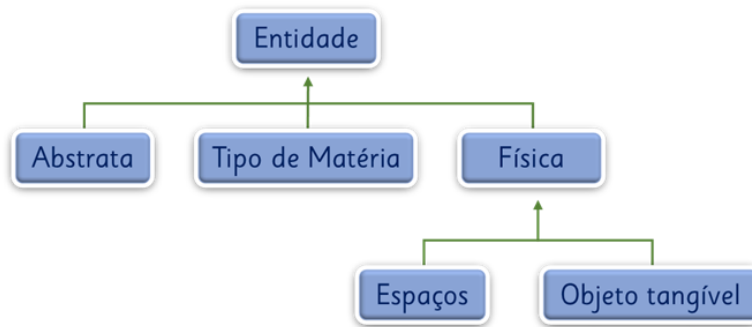 Entidade
Abstrata
Tipo de Matéria
Física
Espaços
Objeto tangível